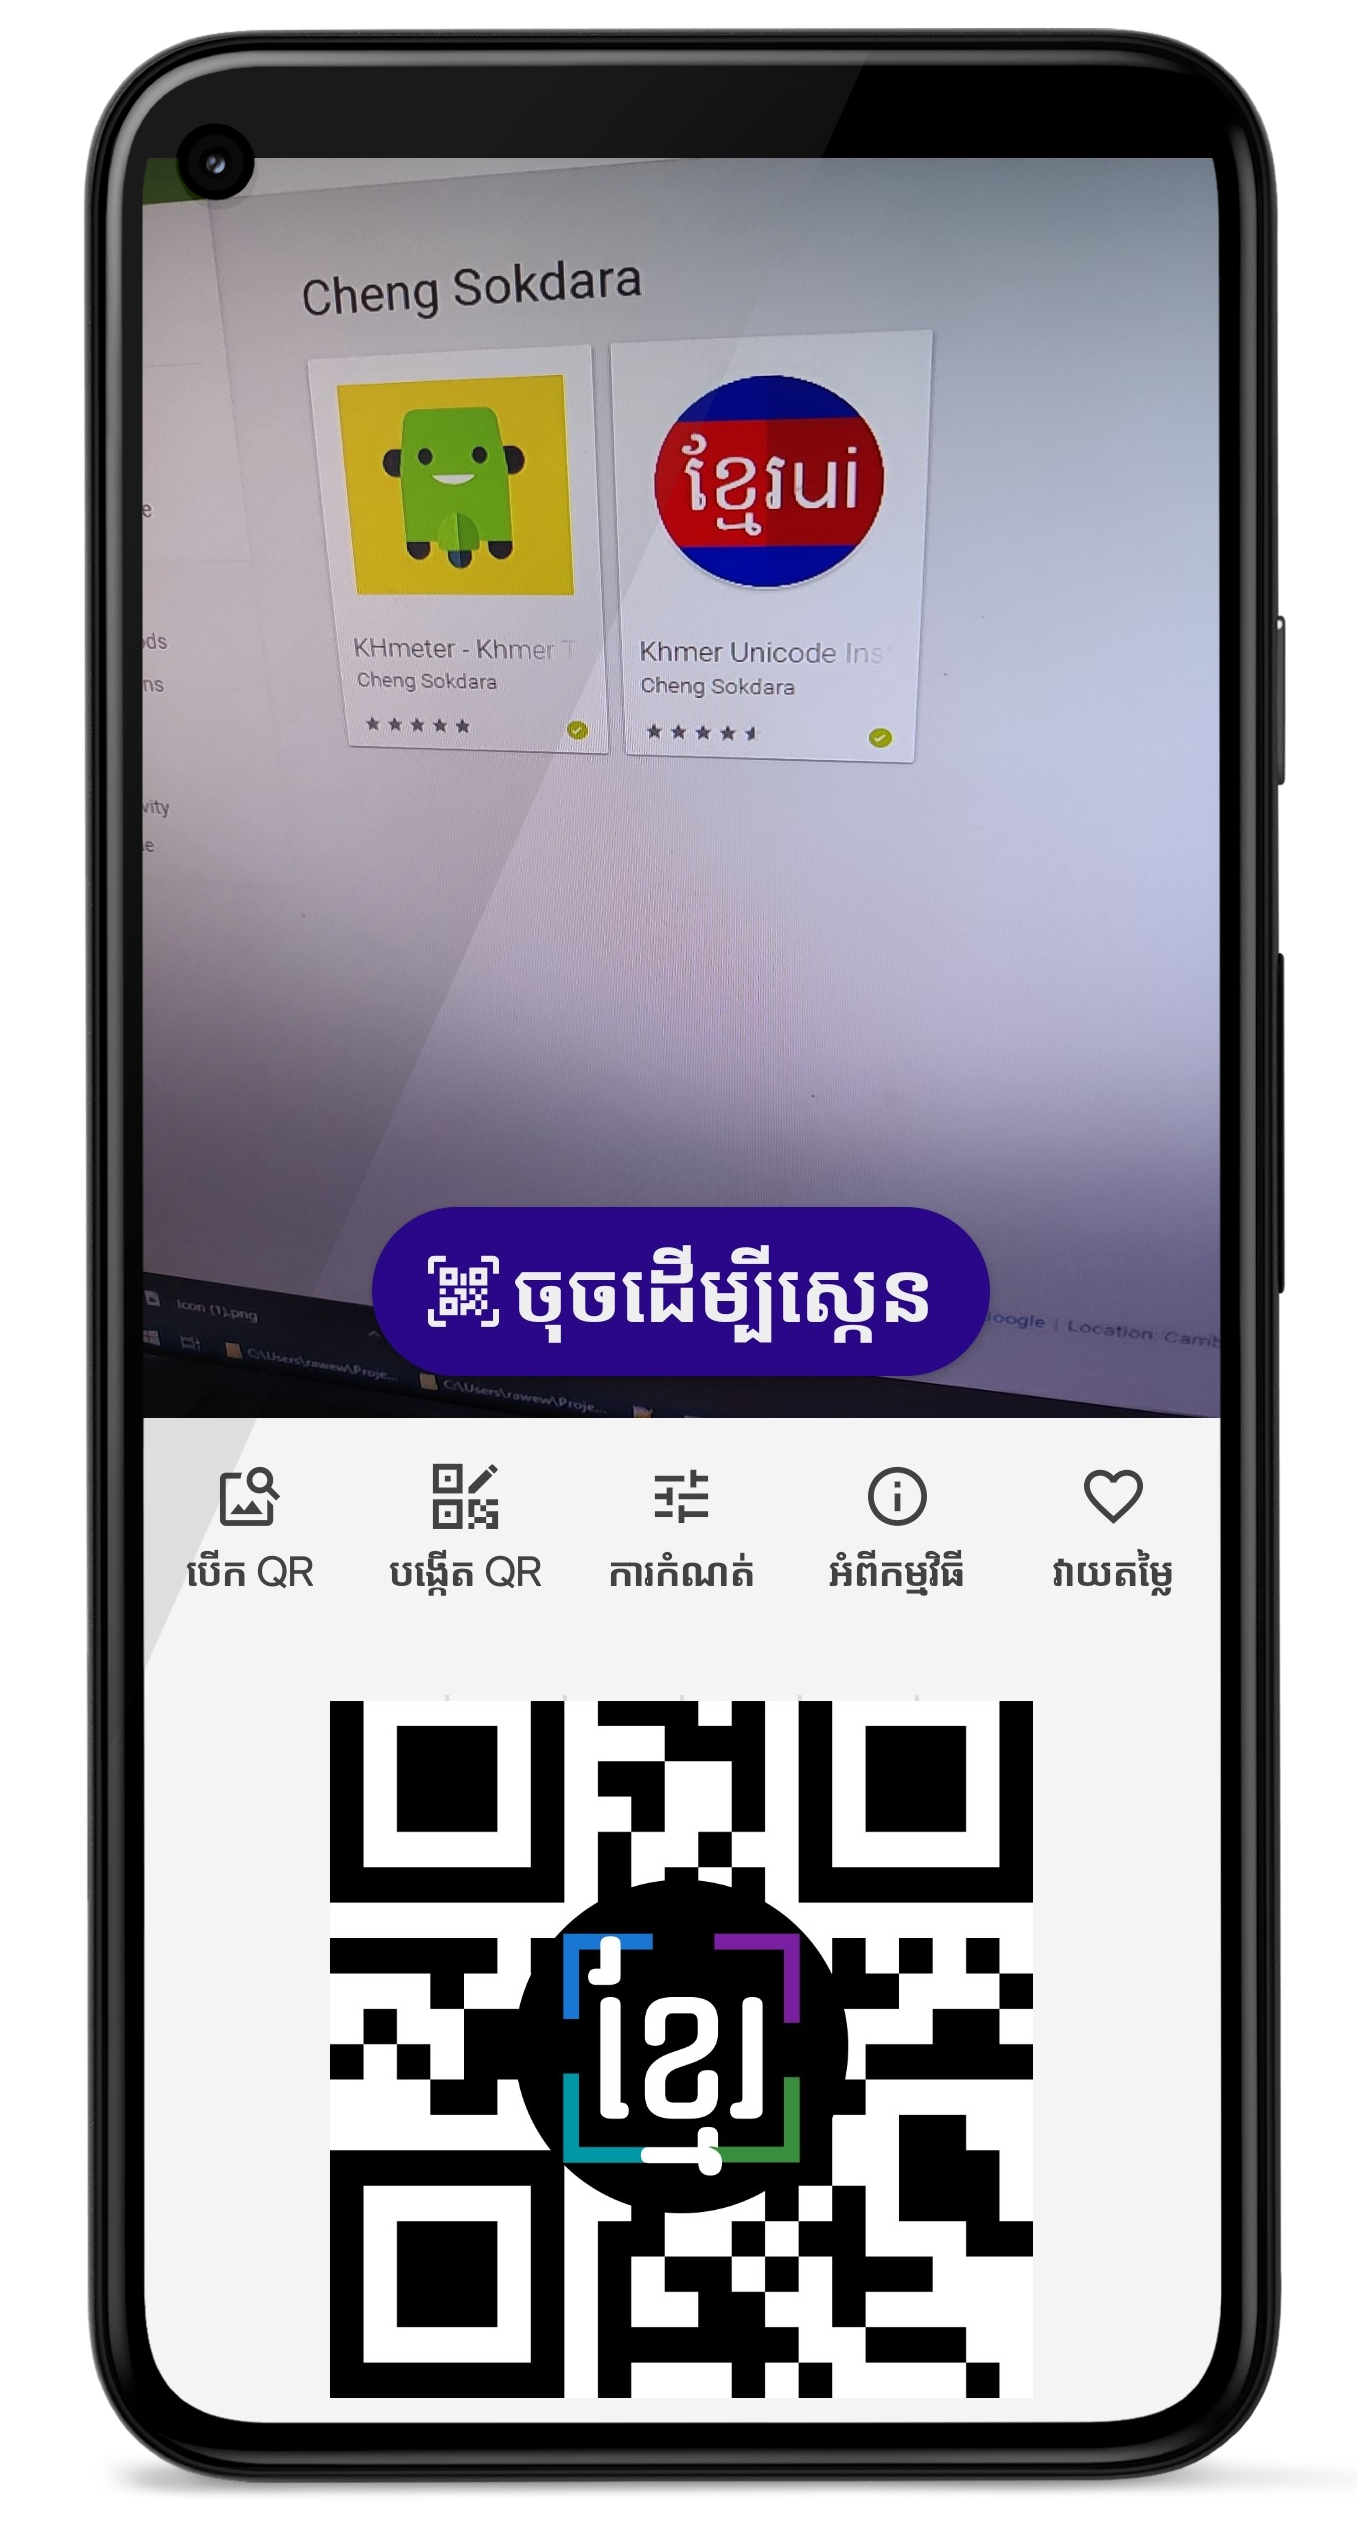 Cheng Sokdara
ខ្មែរui
KHmeter - Khmer T
Cheng Sokdara
Khmer Unicode Ins
Cheng Sokdara
e
ods
ns
vity
e
ចុចដើម្បីស្កេន
Icon (1).png
C:\Users\rawew\Proje...
C:\Users\rawew\Proje...
Google | Location: Camb
បើក QR
បង្កើត QR
ការកំណត់
អំពីកម្មវិធី
វាយតម្លៃ
ខ្មែរ